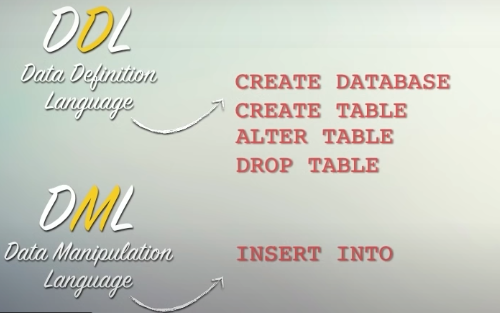 DDL
Data Definition
Language
CREATE DATABASE
CREATE TABLE
ALTER TABLE
DROP TABLE
DML
Data Manipulation
Language
INSERT INTO